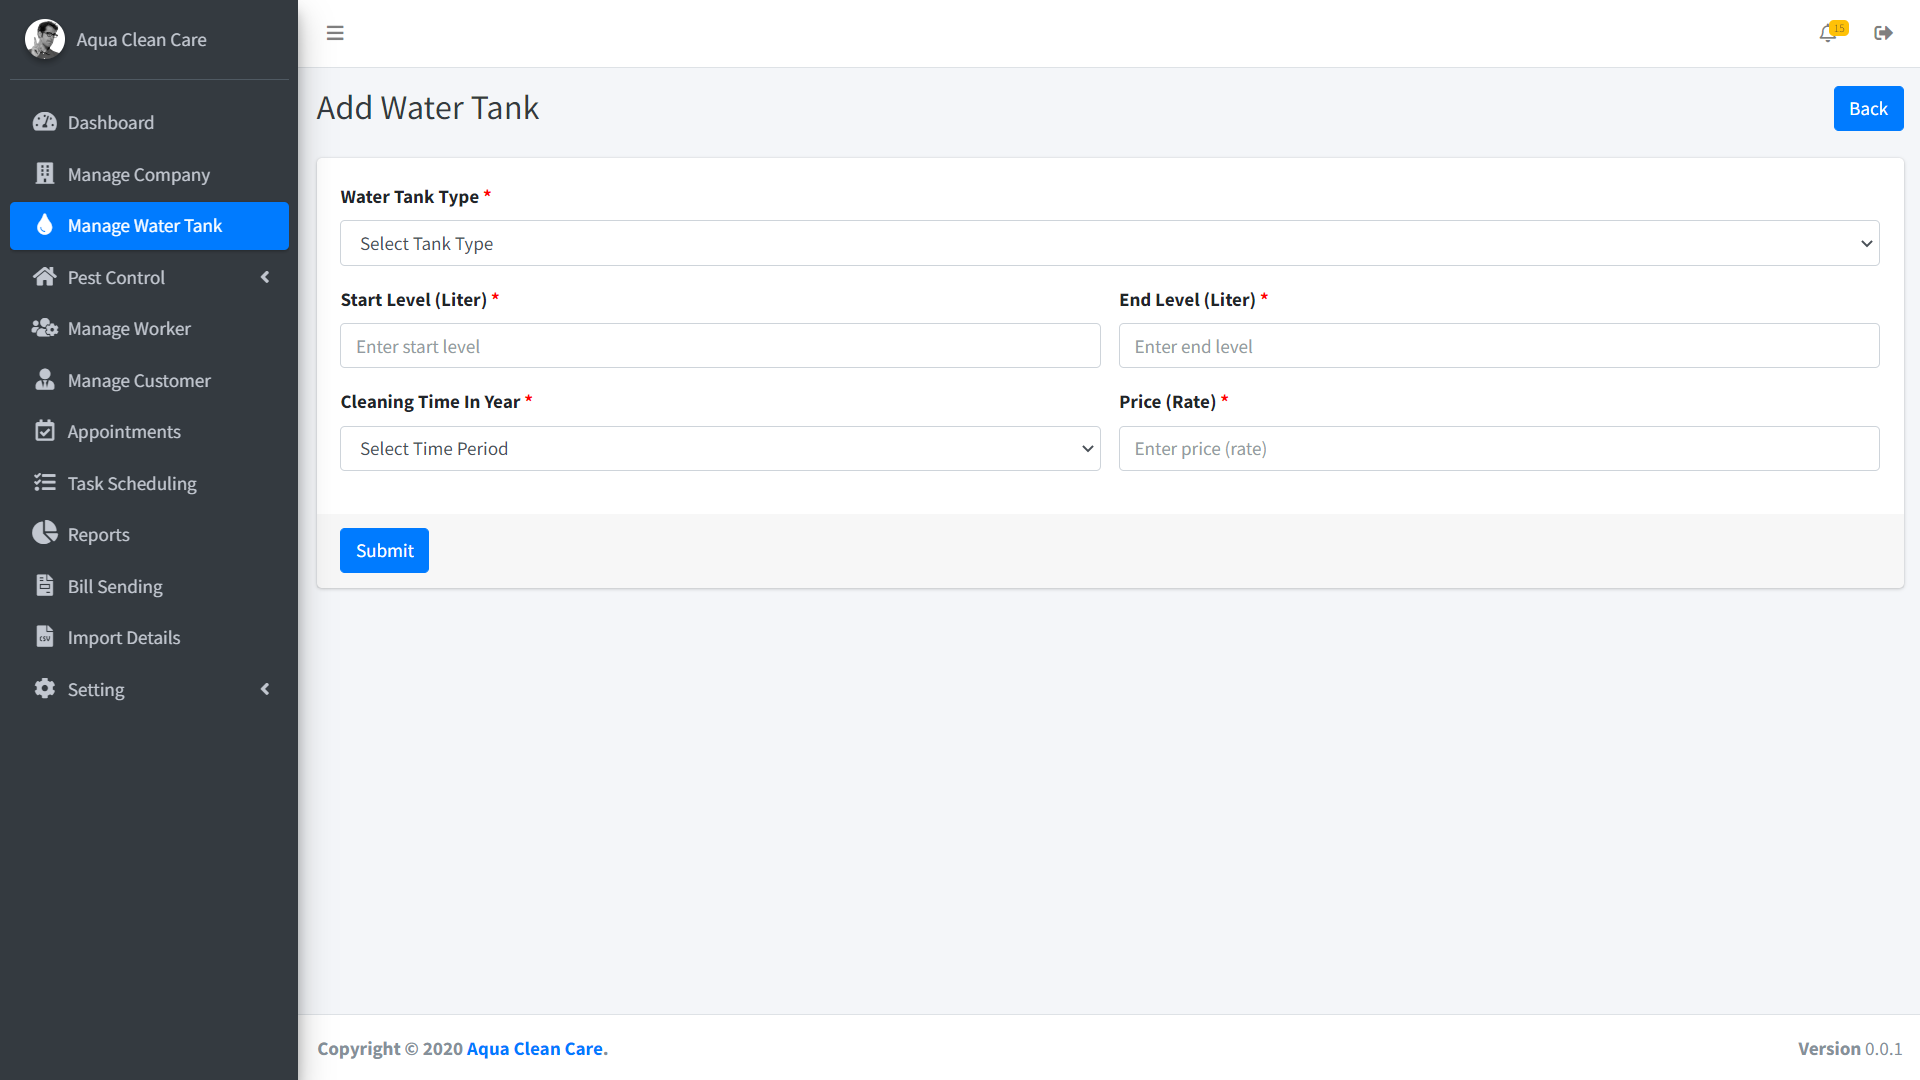 Aqua Clean Care
15
Dashboard
Manage Company
Manage Water Tank
Pest Control
Manage Worker
Manage Customer
Appointments
Task Scheduling
Reports
Bill Sending
CSV
Import Details
Setting
Add Water Tank
Back
Water Tank Type *
Select Tank Type
Start Level (Liter) *
End Level (Liter) *
Enter start level
Enter end level
Cleaning Time In Year *
Price (Rate) *
Select Time Period
Enter price (rate)
Submit
Copyright © 2020 Aqua Clean Care.
Version 0.0.1